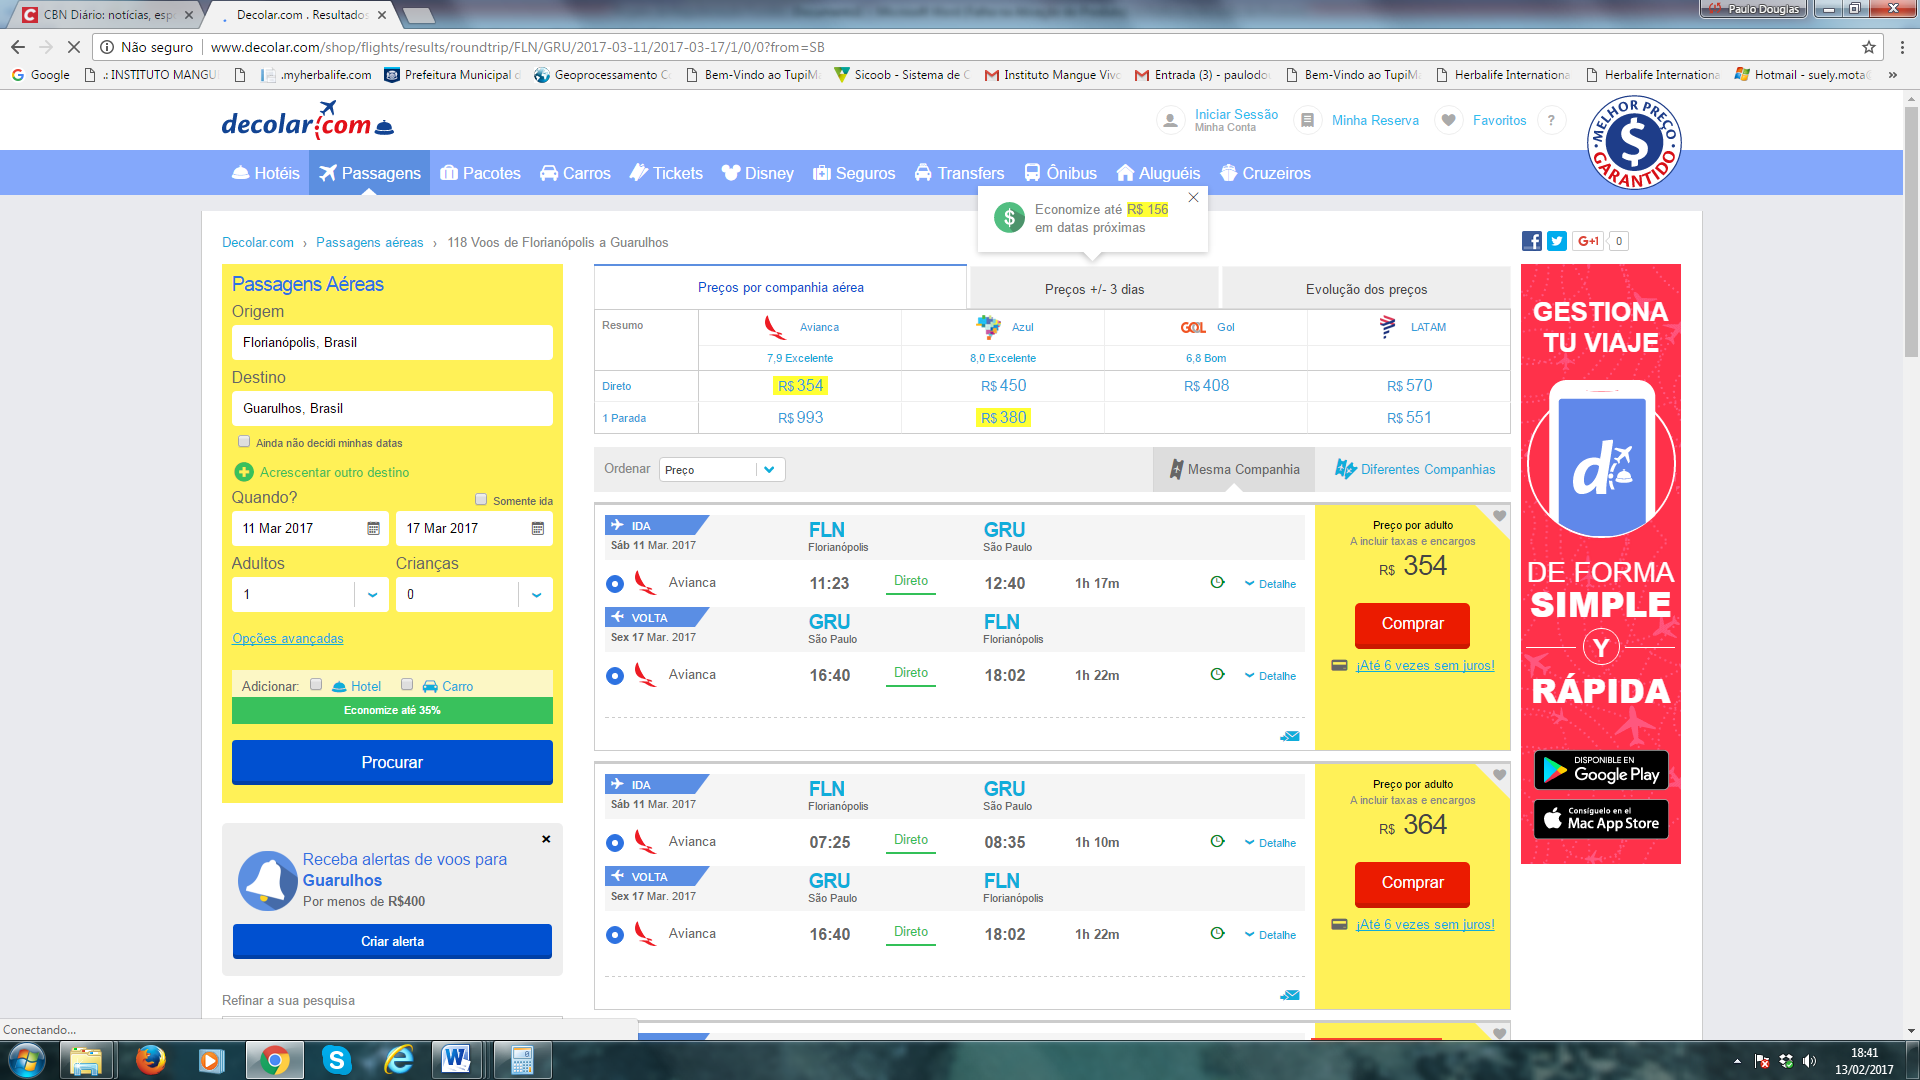 CBN Diário: notícias, esp
Decolar.com . Resultados
Paulo Douglas
Não seguro
www.decolar.com/shop/flights/results/roundtrip/FLN/GRU/2017-03-11/2017-03-17/1/0/0?from=SB
Google
.: INSTITUTO MANGU
.myherbalife.com
Prefeitura Municipal d
Geoprocessamento C
Bem-Vindo ao TupiM
Sicoob - Sistema de C
Instituto Mangue Vivo
Entrada (3) - paulodou
Bem-Vindo ao TupiM
Herbalife Internationa
Herbalife Internationa
Hotmail - suely.mota
»
decolar.com
Iniciar Sessão
Minha Conta
Minha Reserva
Favoritos
?
MELHOR PREÇO
$
GARANTIDO
Hotéis
Passagens
Pacotes
Carros
Tickets
Disney
Seguros
Transfers
Ônibus
Aluguéis
Cruzeiros
$
Economize até R$ 156
em datas próximas
Decolar.com › Passagens aéreas › 118 Voos de Florianópolis a Guarulhos
G+1
0
Passagens Aéreas
Origem
Florianópolis, Brasil
Destino
Guarulhos, Brasil
Ainda não decidi minhas datas
Acrescentar outro destino
Quando?
Somente ida
11 Mar 2017
17 Mar 2017
Adultos
Crianças
1
0
Opções avançadas
Adicionar:
Hotel
Carro
Economize até 35%
Procurar
Receba alertas de voos para
Guarulhos
Por menos de R$400
Criar alerta
Refinar a sua pesquisa
Preços por companhia aérea
Preços +/- 3 dias
Evolução dos preços
Resumo
Avianca
Azul
GOL
Gol
LATAM
7,9 Excelente
8,0 Excelente
6,8 Bom
Direto
R$ 354
R$ 450
R$ 408
R$ 570
1 Parada
R$ 993
R$ 380
R$ 551
Ordenar
Preço
Mesma Companhia
Diferentes Companhias
IDA
Sáb 11 Mar. 2017
FLN
Florianópolis
GRU
São Paulo
Avianca
11:23
Direto
12:40
1h 17m
Detalhe
VOLTA
Sex 17 Mar. 2017
GRU
São Paulo
FLN
Florianópolis
Avianca
16:40
Direto
18:02
1h 22m
Detalhe
Preço por adulto
A incluir taxas e encargos
R$ 354
Comprar
¡Até 6 vezes sem juros!
IDA
Sáb 11 Mar. 2017
FLN
Florianópolis
GRU
São Paulo
Avianca
07:25
Direto
08:35
1h 10m
Detalhe
VOLTA
Sex 17 Mar. 2017
GRU
São Paulo
FLN
Florianópolis
Avianca
16:40
Direto
18:02
1h 22m
Detalhe
Preço por adulto
A incluir taxas e encargos
R$ 364
Comprar
¡Até 6 vezes sem juros!
GESTIONA
TU VIAJE
d
DE FORMA
SIMPLE
Y
RÁPIDA
DISPONIBLE EN
Google Play
Consíguelo en el
Mac App Store
Conectando...
18:41
13/02/2017